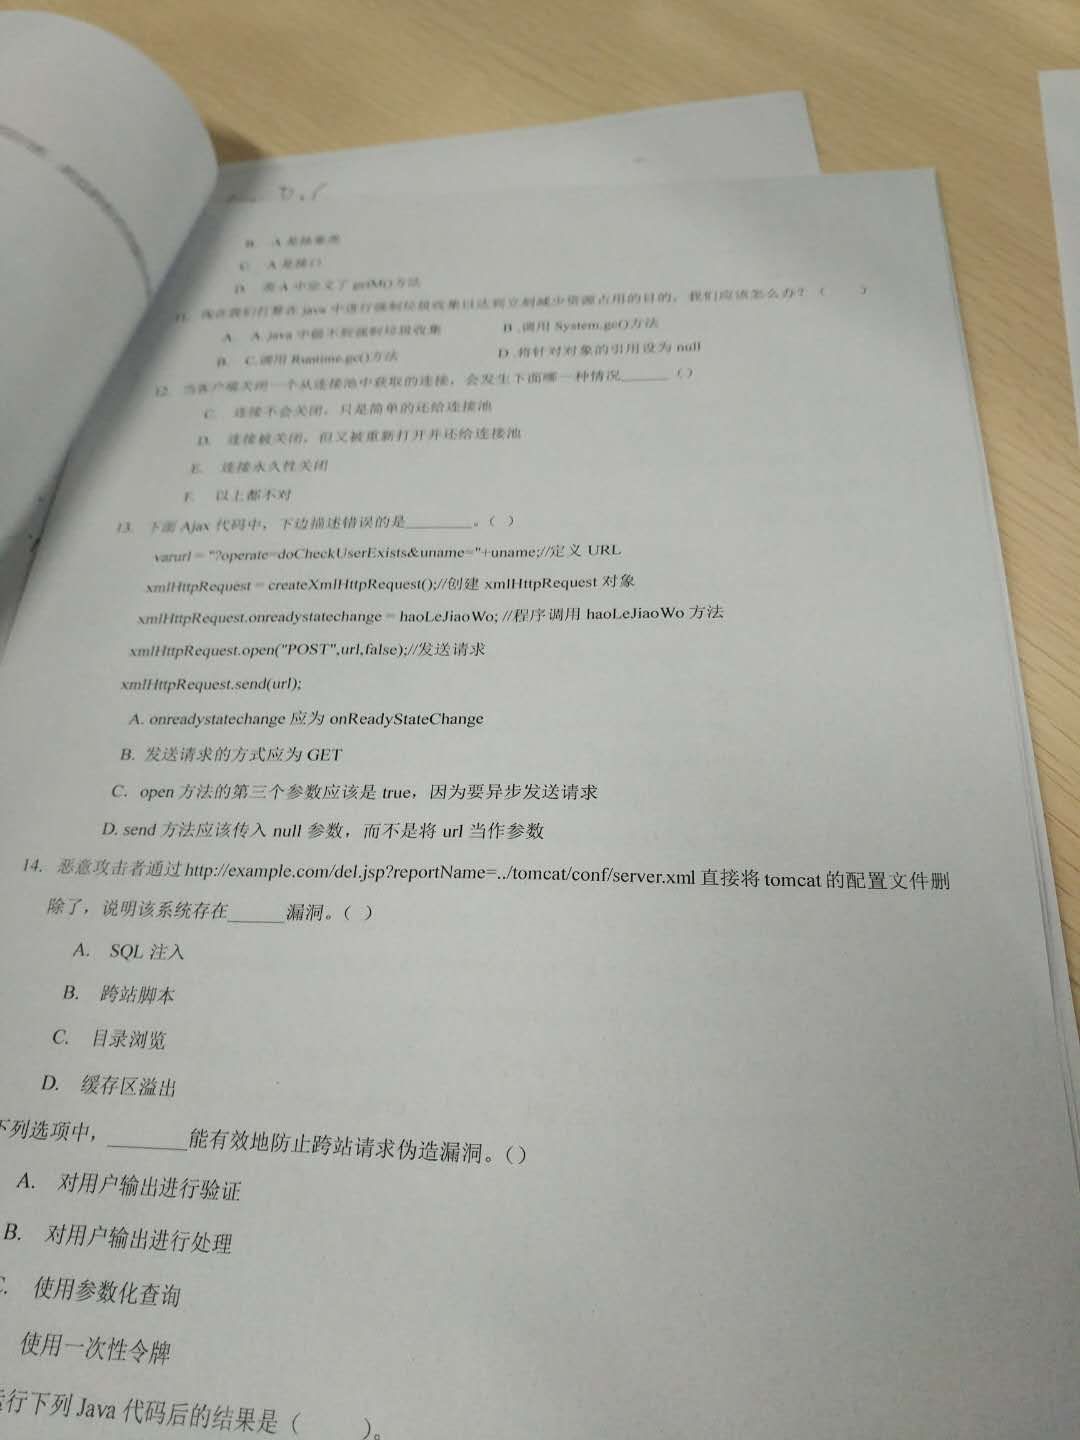 B. A 是抽象类
C. A 是接口
D. 类 A 中定义了 getM()方法
11. 现在我们打算在 java 中进行强制垃圾收集以达到立刻减少资源占用的目的，我们应该怎么办？（ ）
A. A. java 中做不到强制垃圾收集 B .调用 System.gc()方法
B. C. 调用 Runtime.gc()方法 D .将针对对象的引用设为 null
12. 当客户端关闭一个从连接池中获取的连接，会发生下面哪一种情况______（）
C. 连接不会关闭，只是简单的还给连接池
D. 连接被关闭，但又被重新打开并还给连接池
E. 连接永久性关闭
F. 以上都不对
13. 下面 Ajax 代码中，下边描述错误的是________。（ ）
varurl = "?operate=doCheckUserExists&uname="+uname;//定义 URL
xmlHttpRequest = createXmlHttpRequest();//创建 xmlHttpRequest 对象
xmlHttpRequest.onreadystatechange = haoLeJiaoWo; //程序调用 haoLeJiaoWo 方法
xmlHttpRequest.open("POST",url,false);//发送请求
xmlHttpRequest.send(url);
A. onreadystatechange 应为 onReadyStateChange
B. 发送请求的方式应为 GET
C. open 方法的第三个参数应该是 true，因为要异步发送请求
D. send 方法应该传入 null 参数，而不是将 url 当作参数
14. 恶意攻击者通过 http://example.com/del.jsp?reportName=../tomcat/conf/server.xml 直接将 tomcat 的配置文件删
除了，说明该系统存在______漏洞。（ ）
A. SQL 注入
B. 跨站脚本
C. 目录浏览
D. 缓存区溢出
下列选项中，________能有效地防止跨站请求伪造漏洞。（）
A. 对用户输出进行验证
B. 对用户输出进行处理
C. 使用参数化查询
使用一次性令牌
运行下列 Java 代码后的结果是（ ）。